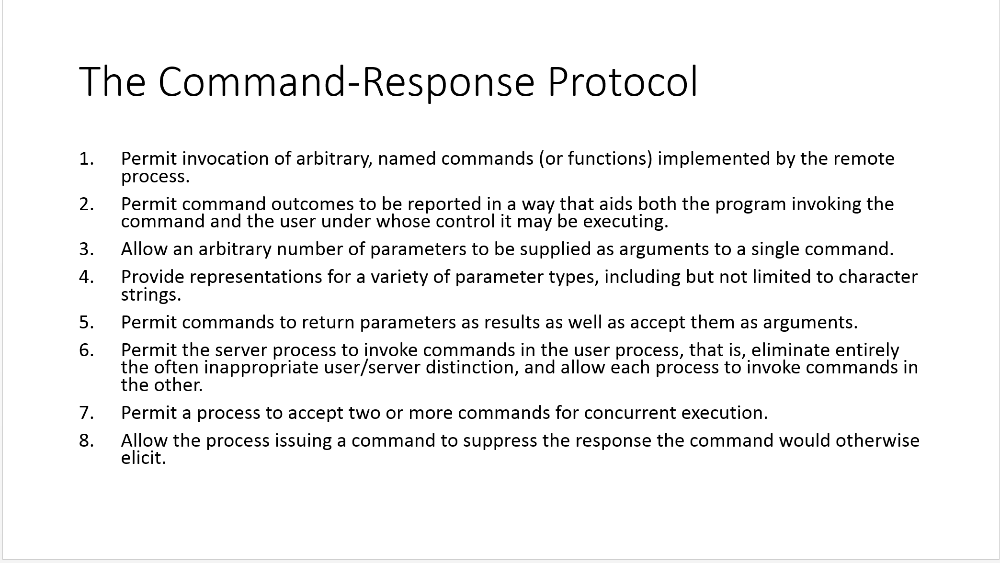 The Command-Response Protocol
1. Permit invocation of arbitrary, named commands (or functions) implemented by the remote
process.
2. Permit command outcomes to be reported in a way that aids both the program invoking the
command and the user under whose control it may be executing.
3. Allow an arbitrary number of parameters to be supplied as arguments to a single command.
4. Provide representations for a variety of parameter types, including but not limited to character
strings.
5. Permit commands to return parameters as results as well as accept them as arguments.
6. Permit the server process to invoke commands in the user process, that is, eliminate entirely
the often inappropriate user/server distinction, and allow each process to invoke commands in
the other.
7. Permit a process to accept two or more commands for concurrent execution.
8. Allow the process issuing a command to suppress the response the command would otherwise
elicit.